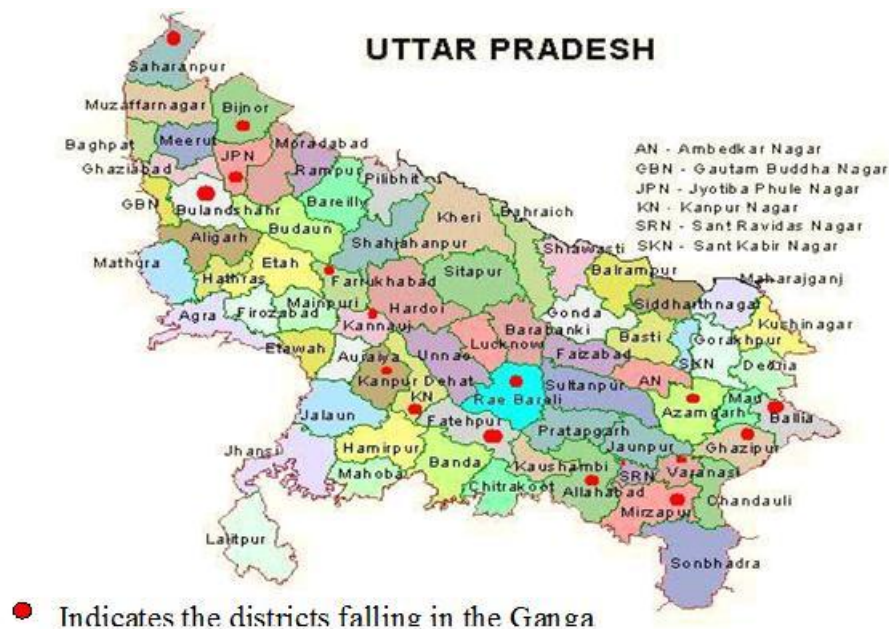 UTTAR PRADESH
Saharanpur
Muzaffarnagar
Bijnor
Baghpat
Meerut
Moradabad
AN - Ambedkar Nagar
GBN - Gautam Buddha Nagar
JPN - Jyotiba Phule Nagar
KN - Kanpur Nagar
SRN - Sant Ravidas Nagar
SKN - Sant Kabir Nagar
Ghaziabad
JPN
Rampur
Pilibhit
GBN
Bulandshahr
Bareilly
Kheri
Bahraich
Aligarh
Budaun
Shahjahanpur
Shrawasti
Mathura
Hathras
Etah
Farrukhabad
Sitapur
Balrampur
Maharajganj
Agra
Firozabad
Mainpuri
Hardoi
Gonda
Siddharthnagar
Kannauj
Barabanki
Basti
Gorakhpur
Kushinagar
Etawah
Auraiya
Unnao
Lucknow
Faizabad
SKN
Deoria
Kanpur Dehat
KN
Rae Bareli
Sultanpur
AN
Azamgarh
Mau
Ballia
Jalaun
Fatehpur
Pratapgarh
Jaunpur
Ghazipur
Jhansi
Hamirpur
Mahoba
Banda
Chitrakoot
Kaushambi
Allahabad
SRN
Varanasi
Chandauli
Mirzapur
Lalitpur
Sonbhadra
Indicates the districts falling in the Ganga